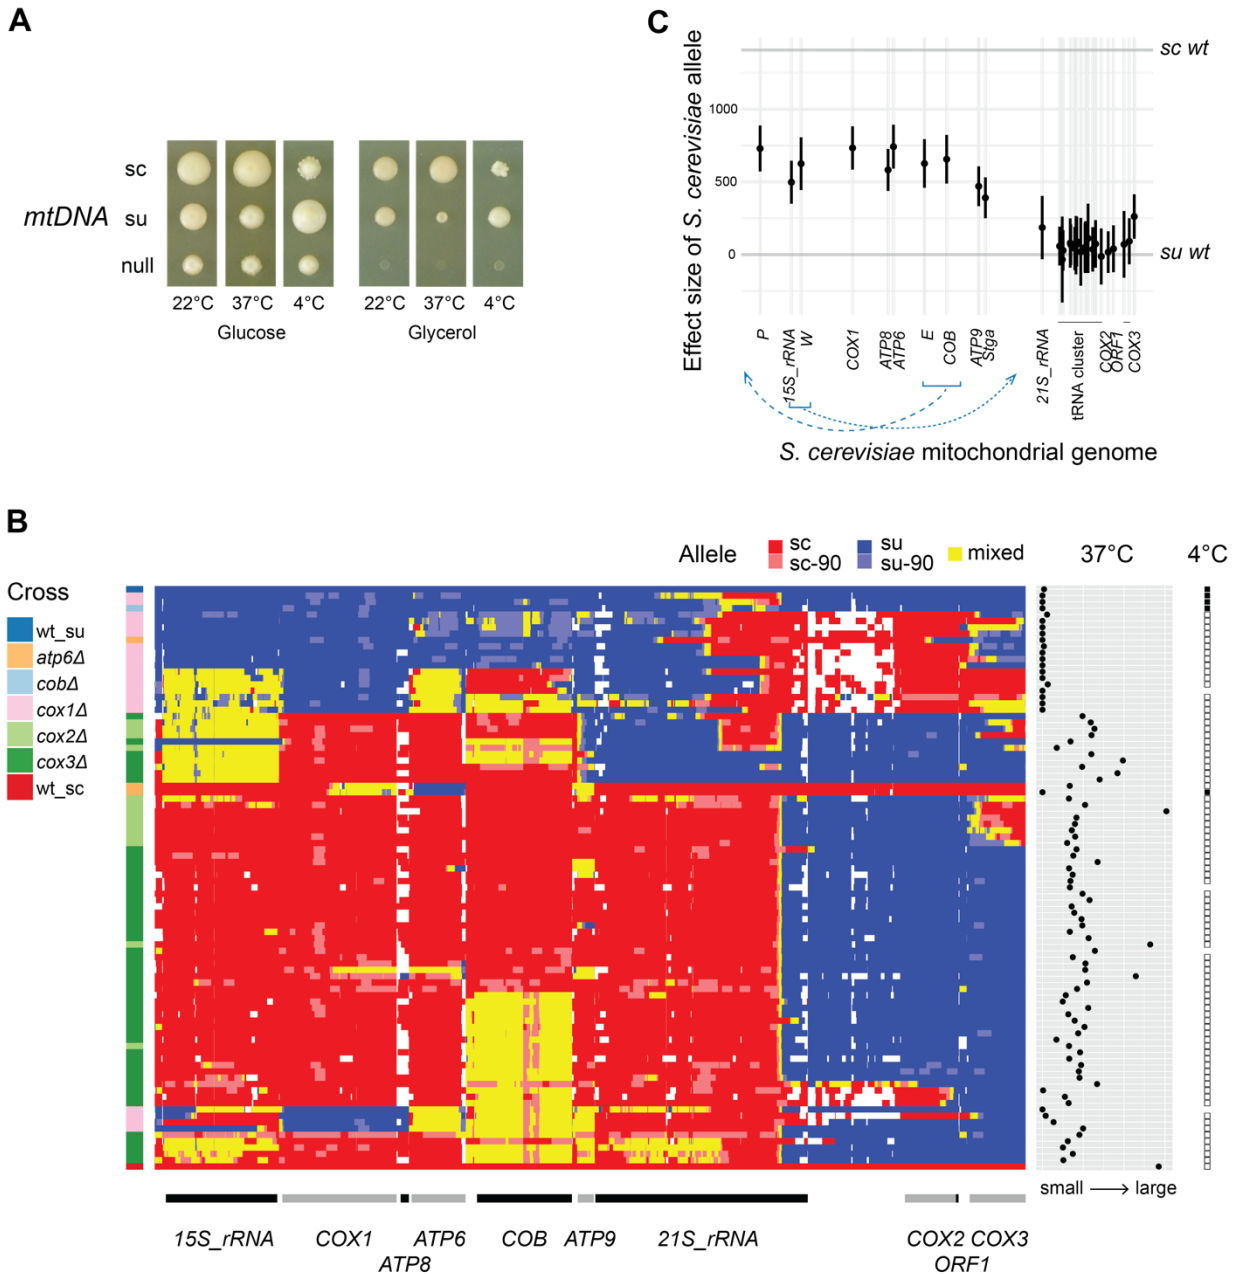 A
sc
mtDNA
su
null
22°C 37°C 4°C 22°C 37°C 4°C
Glucose Glycerol
C
Effect size of S. cerevisiae allele
sc wt
1000
500
0
su wt
P
15S_rRNA
W
COX1
ATP8
ATP6
E
COB
ATP9
Stga
21S_rRNA
tRNA cluster
COX2
ORF1
COX3
S. cerevisiae mitochondrial genome
B
Allele sc su mixed 37°C 4°C
sc-90 su-90
Cross
wt_su
atp6Δ
cobΔ
cox1Δ
cox2Δ
cox3Δ
wt_sc
small → large
15S_rRNA COX1 ATP6 COB ATP9 21S_rRNA COX2 COX3
ATP8 ORF1